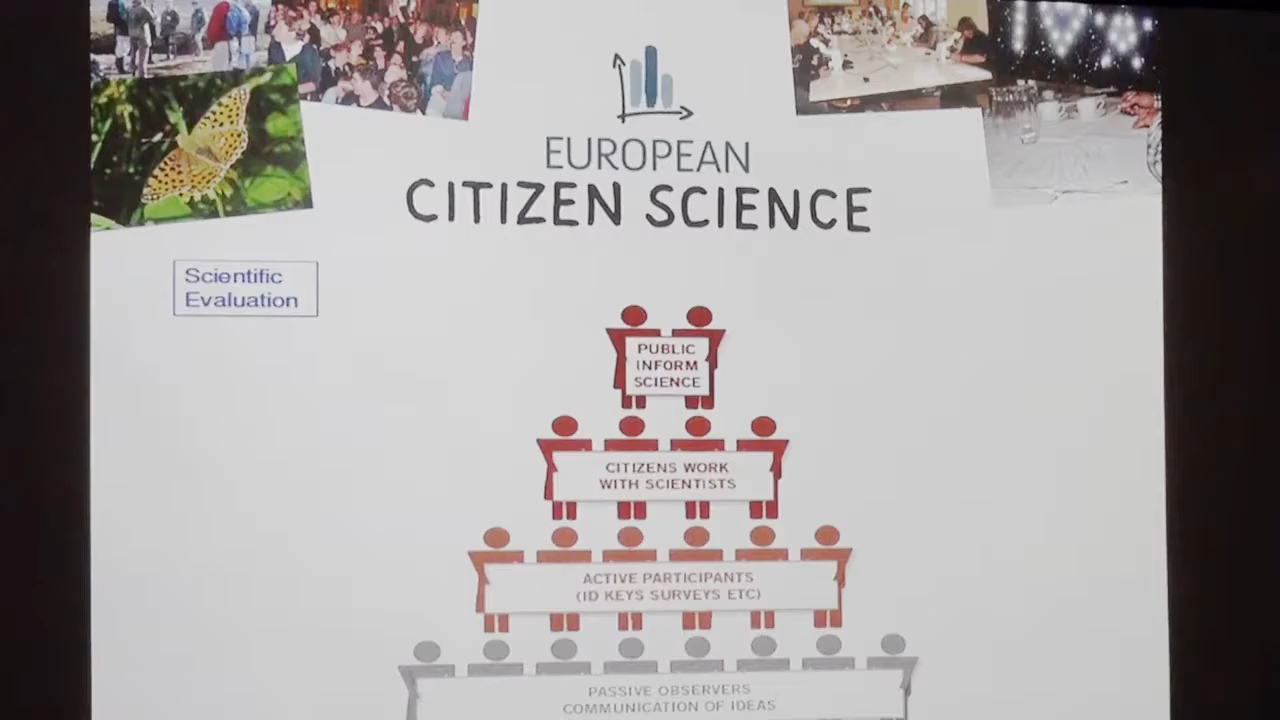 EUROPEAN
CITIZEN SCIENCE
Scientific
Evaluation
PUBLIC
INFORM
SCIENCE
CITIZENS WORK
WITH SCIENTISTS
ACTIVE PARTICIPANTS
(ID KEYS SURVEYS ETC)
PASSIVE OBSERVERS
COMMUNICATION OF IDEAS